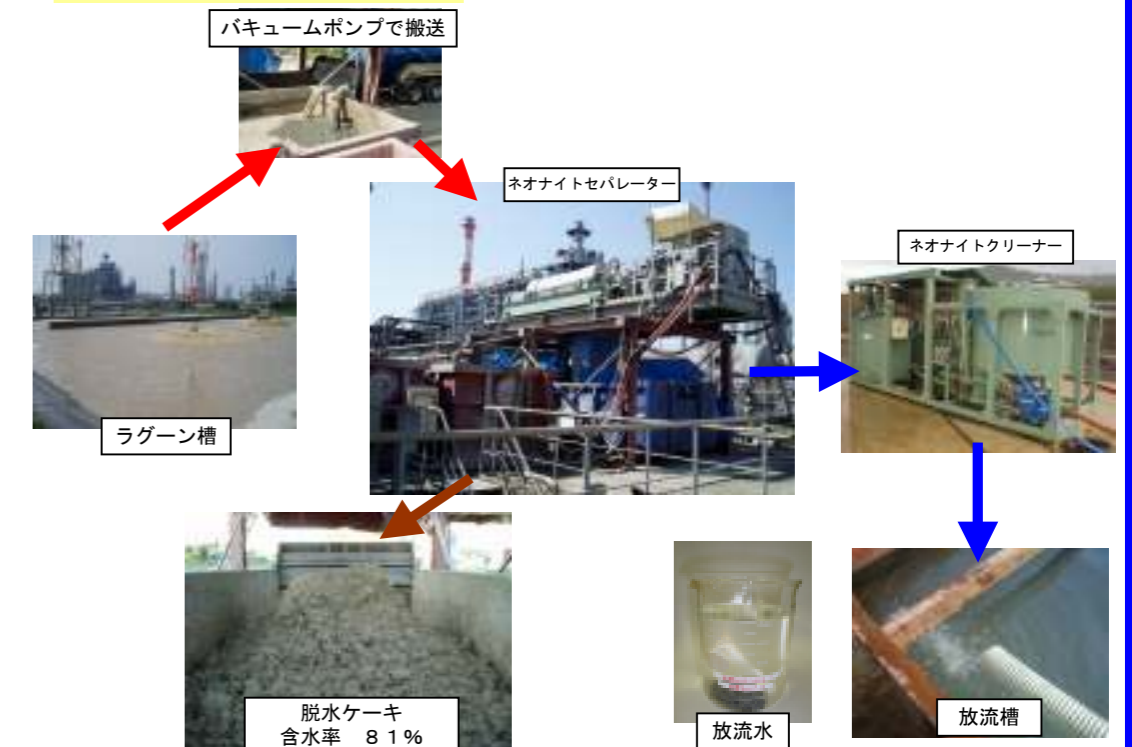 バキュームポンプで搬送
ネオナイトセパレーター
ネオナイトクリーナー
ラグーン槽
脱水ケーキ
含水率　８１%
放流水
放流槽